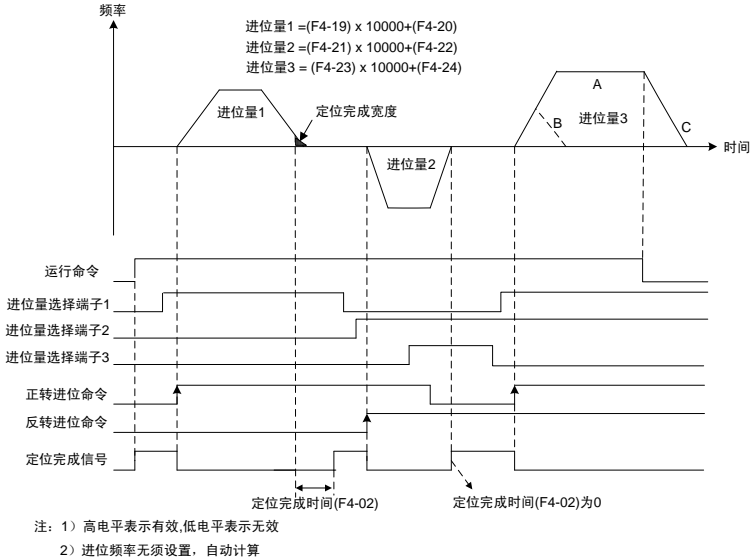 频率
进位量1 =(F4-19) x 10000+(F4-20)
进位量2 =(F4-21) x 10000+(F4-22)
进位量3 = (F4-23) x 10000+(F4-24)
进位量1
定位完成宽度
A
B
进位量3
C
时间
进位量2
运行命令
进位量选择端子1
进位量选择端子2
进位量选择端子3
正转进位命令
反转进位命令
定位完成信号
定位完成时间(F4-02)
定位完成时间(F4-02)为0
注：1）高电平表示有效,低电平表示无效
2）进位频率无须设置，自动计算